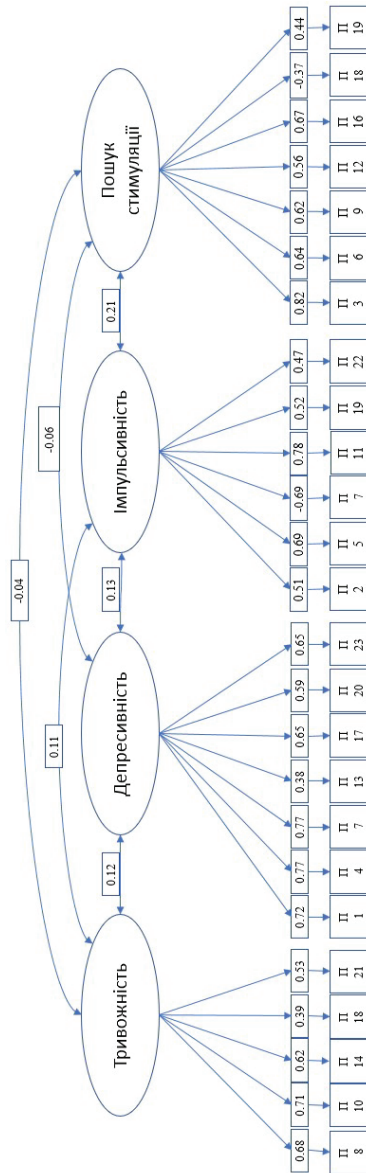 -0.04
0.11
-0.06
Тривожність
0.12
Депресивність
0.13
Імпульсивність
0.21
Пошук
стимуляції
0.68 0.71 0.62 0.39 0.53 0.72 0.77 0.77 0.38 0.65 0.59 0.65 0.51 0.69 -0.69 0.78 0.52 0.47 0.82 0.64 0.62 0.56 0.67 -0.37 0.44
П П П П П П П П П П П П П П П П П П П П П П П П П
8 10 14 18 21 1 4 7 13 17 20 23 2 5 7 11 19 22 3 6 9 12 16 18 19